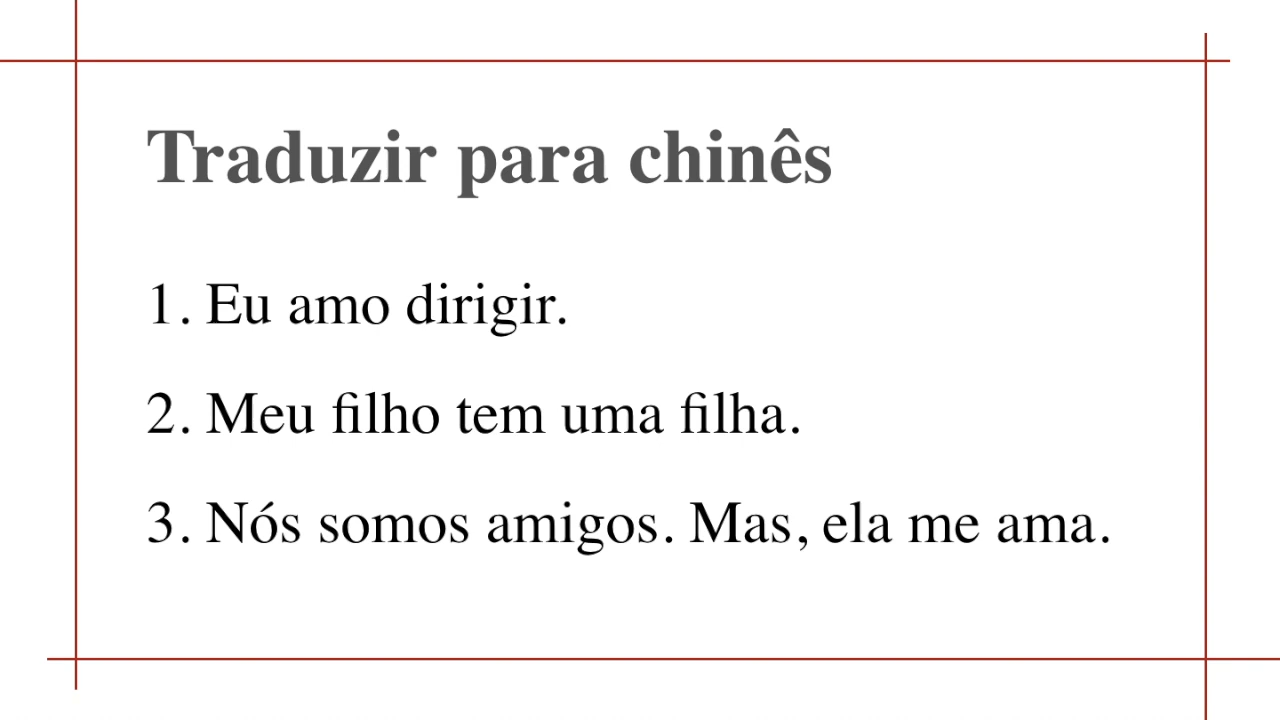 Traduzir para chinês
1. Eu amo dirigir.
2. Meu filho tem uma filha.
3. Nós somos amigos. Mas, ela me ama.